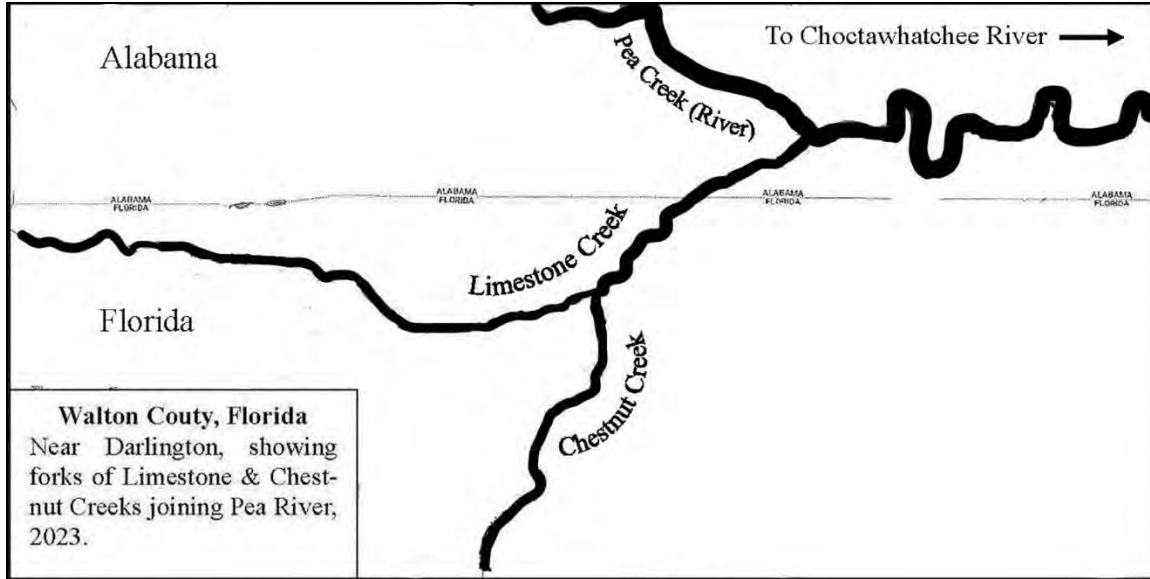 Alabama
Pea Creek (River)
To Choctawhatchee River
ALABAMA
FLORIDA
ALABAMA
FLORIDA
ALABAMA
FLORIDA
ALABAMA
FLORIDA
Limestone Creek
Florida
Chestnut Creek
Walton Couty, Florida
Near Darlington, showing
forks of Limestone & Chest-
nut Creeks joining Pea River,
2023.